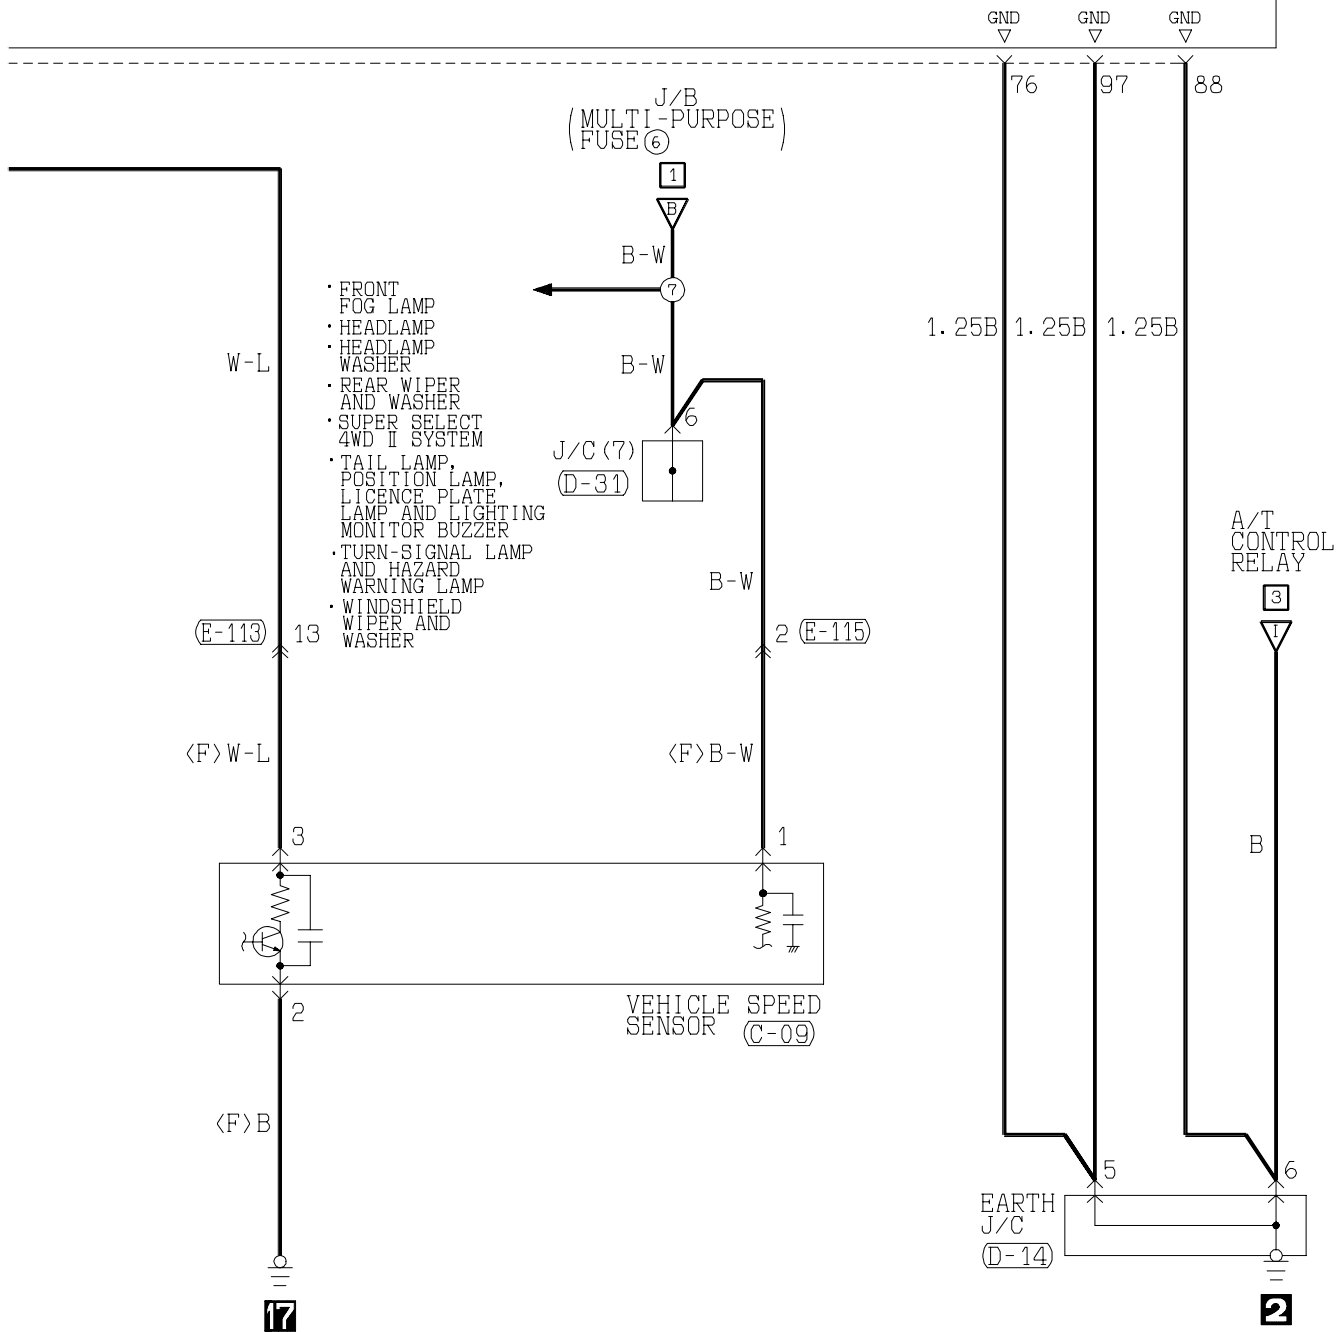 GND GND GND
76 97 88
J/B
(MULTI-PURPOSE
FUSE ⑥)
1
B
B-W
7
· FRONT
FOG LAMP
· HEADLAMP
· HEADLAMP
WASHER
· REAR WIPER
AND WASHER
· SUPER SELECT
4WD Ⅱ SYSTEM
· TAIL LAMP,
POSITION LAMP,
LICENCE PLATE
LAMP AND LIGHTING
MONITOR BUZZER
· TURN-SIGNAL LAMP
AND HAZARD
WARNING LAMP
· WINDSHIELD
WIPER AND
WASHER
1.25B 1.25B 1.25B
W-L
B-W
6
J/C(7)
D-31
A/T
CONTROL
RELAY
3
I
B-W
E-113 13
2 E-115
〈F〉W-L
〈F〉B-W
3
1
B
VEHICLE SPEED
SENSOR C-09
2
〈F〉B
5
6
EARTH
J/C
D-14
17
2